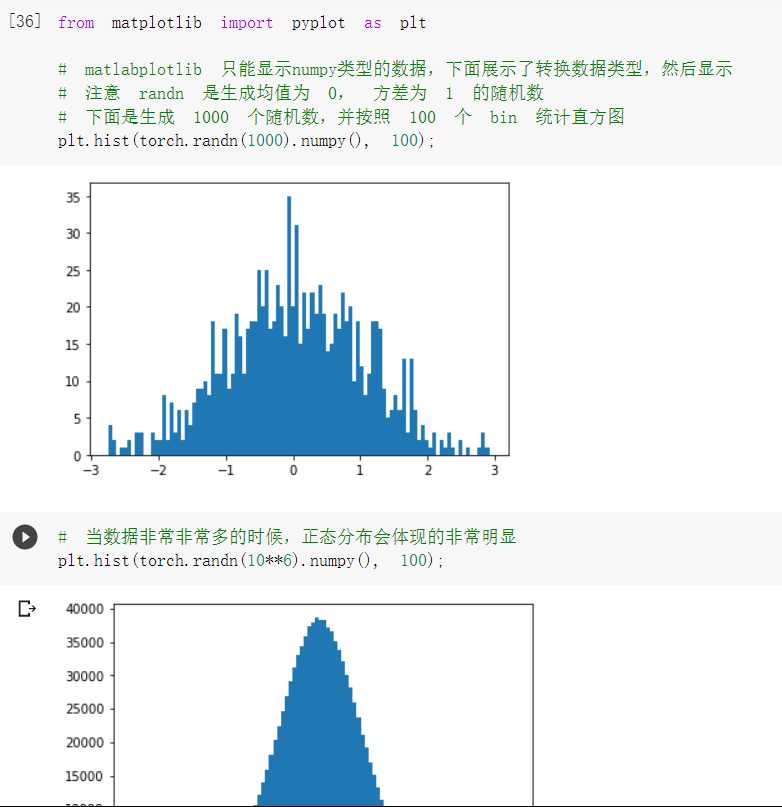 [36] from matplotlib import pyplot as plt
# matlabplotlib 只能显示numpy类型的数据，下面展示了转换数据类型，然后显示
# 注意 randn 是生成均值为 0， 方差为 1 的随机数
# 下面是生成 1000 个随机数，并按照 100 个 bin 统计直方图
plt.hist(torch.randn(1000).numpy(), 100);
35
30
25
20
15
10
5
0
−3 −2 −1 0 1 2 3
# 当数据非常非常多的时候，正态分布会体现的非常明显
plt.hist(torch.randn(10**6).numpy(), 100);
40000
35000
30000
25000
20000
15000